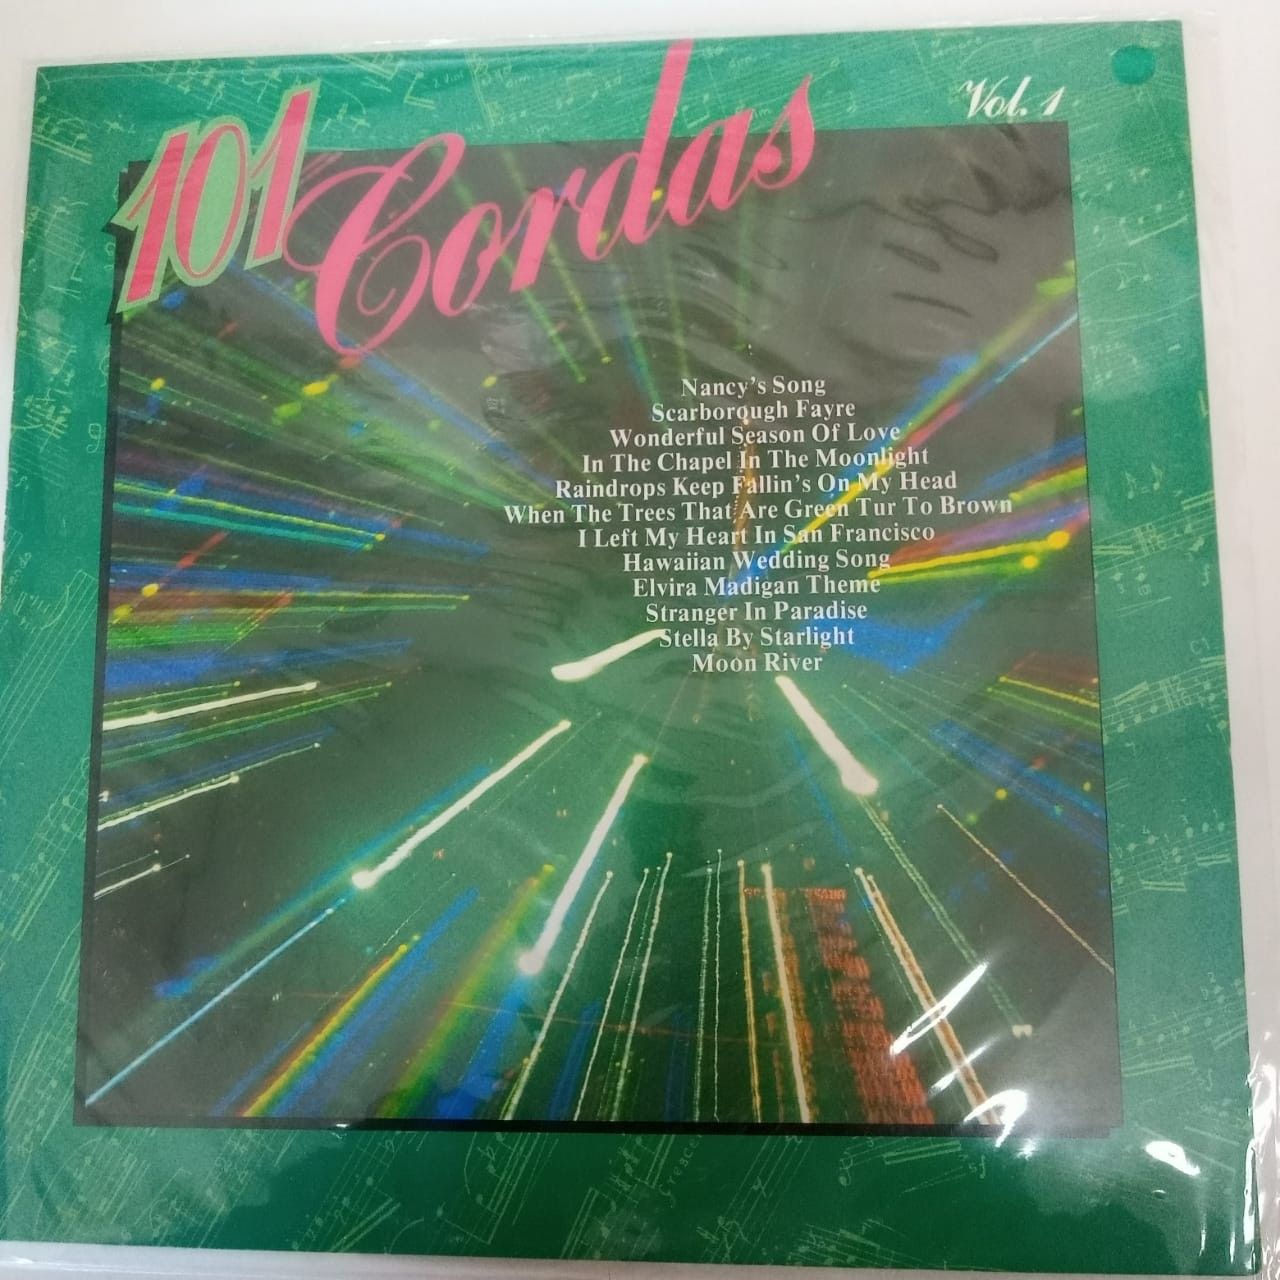 101 Cordas
Vol. 1
Nancy's Song
Scarborough Fayre
Wonderful Season Of Love
In The Chapel In The Moonlight
Raindrops Keep Fallin's On My Head
When The Trees That Are Green Tur To Brown
I Left My Heart In San Francisco
Hawaiian Wedding Song
Elvira Madigan Theme
Stranger In Paradise
Stella By Starlight
Moon River